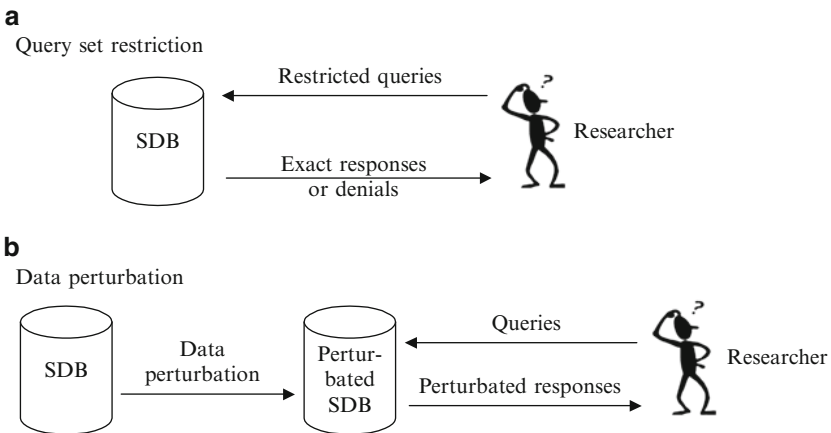 a
Query set restriction
Restricted queries
?
SDB
Researcher
Exact responses
or denials
b
Data perturbation
SDB
Data
perturbation
Pertur-
bated
SDB
Queries
?
Researcher
Perturbated responses